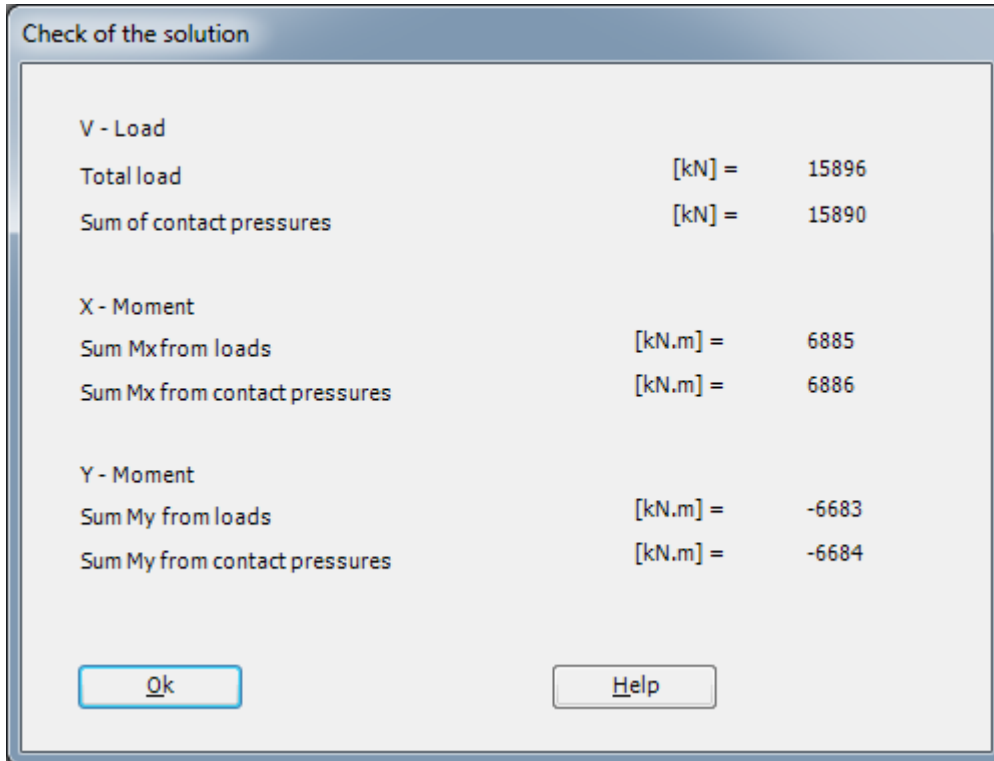 Check of the solution
V - Load
Total load [kN] = 15896
Sum of contact pressures [kN] = 15890
X - Moment
Sum Mx from loads [kN.m] = 6885
Sum Mx from contact pressures [kN.m] = 6886
Y - Moment
Sum My from loads [kN.m] = -6683
Sum My from contact pressures [kN.m] = -6684
Ok Help